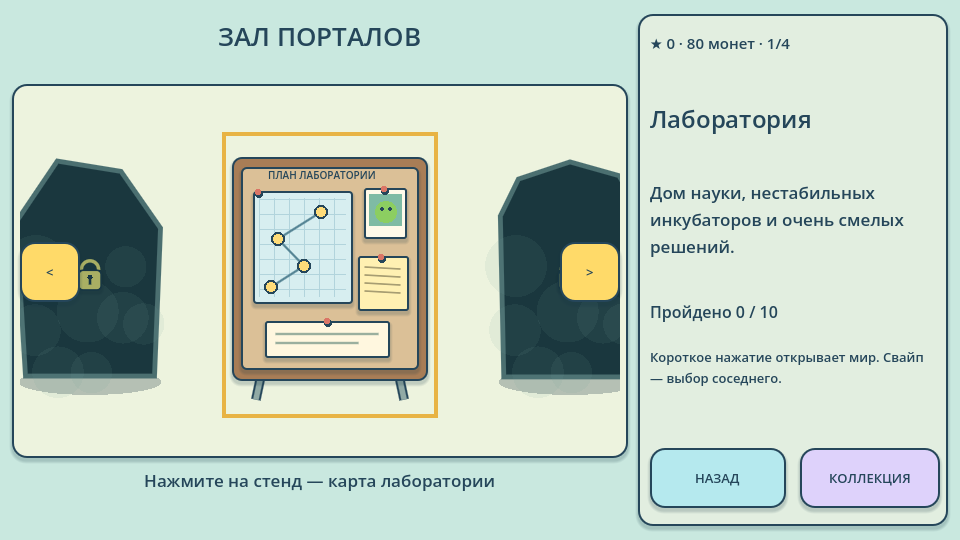 ЗАЛ ПОРТАЛОВ
ПЛАН ЛАБОРАТОРИИ
<
>
Нажмите на стенд — карта лаборатории
★ 0 · 80 монет · 1/4
Лаборатория
Дом науки, нестабильных
инкубаторов и очень смелых
решений.
Пройдено 0 / 10
Короткое нажатие открывает мир. Свайп
— выбор соседнего.
НАЗАД
КОЛЛЕКЦИЯ